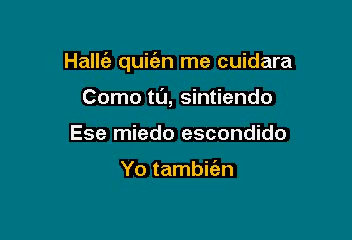 Hallé quién me cuidara
Como tú, sintiendo
Ese miedo escondido
Yo también